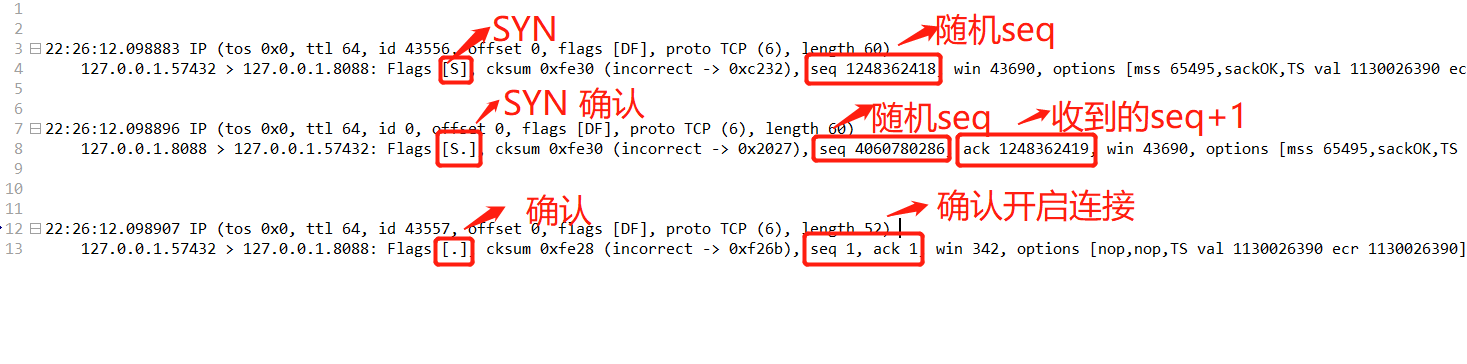 1
2
SYN
随机seq
3 22:26:12.098883 IP (tos 0x0, ttl 64, id 43556, offset 0, flags [DF], proto TCP (6), length 60)
4 127.0.0.1.57432 > 127.0.0.1.8088: Flags [S], cksum 0xfe30 (incorrect -> 0xc232), seq 1248362418, win 43690, options [mss 65495,sackOK,TS val 1130026390 ec
5
6
SYN 确认
随机seq
收到的seq+1
7 22:26:12.098896 IP (tos 0x0, ttl 64, id 0, offset 0, flags [DF], proto TCP (6), length 60)
8 127.0.0.1.8088 > 127.0.0.1.57432: Flags [S.], cksum 0xfe30 (incorrect -> 0x2027), seq 4060780286, ack 1248362419, win 43690, options [mss 65495,sackOK,TS
9
10
11
确认
确认开启连接
12 22:26:12.098907 IP (tos 0x0, ttl 64, id 43557, offset 0, flags [DF], proto TCP (6), length 52)
13 127.0.0.1.57432 > 127.0.0.1.8088: Flags [.], cksum 0xfe28 (incorrect -> 0xf26b), seq 1, ack 1, win 342, options [nop,nop,TS val 1130026390 ecr 1130026390]